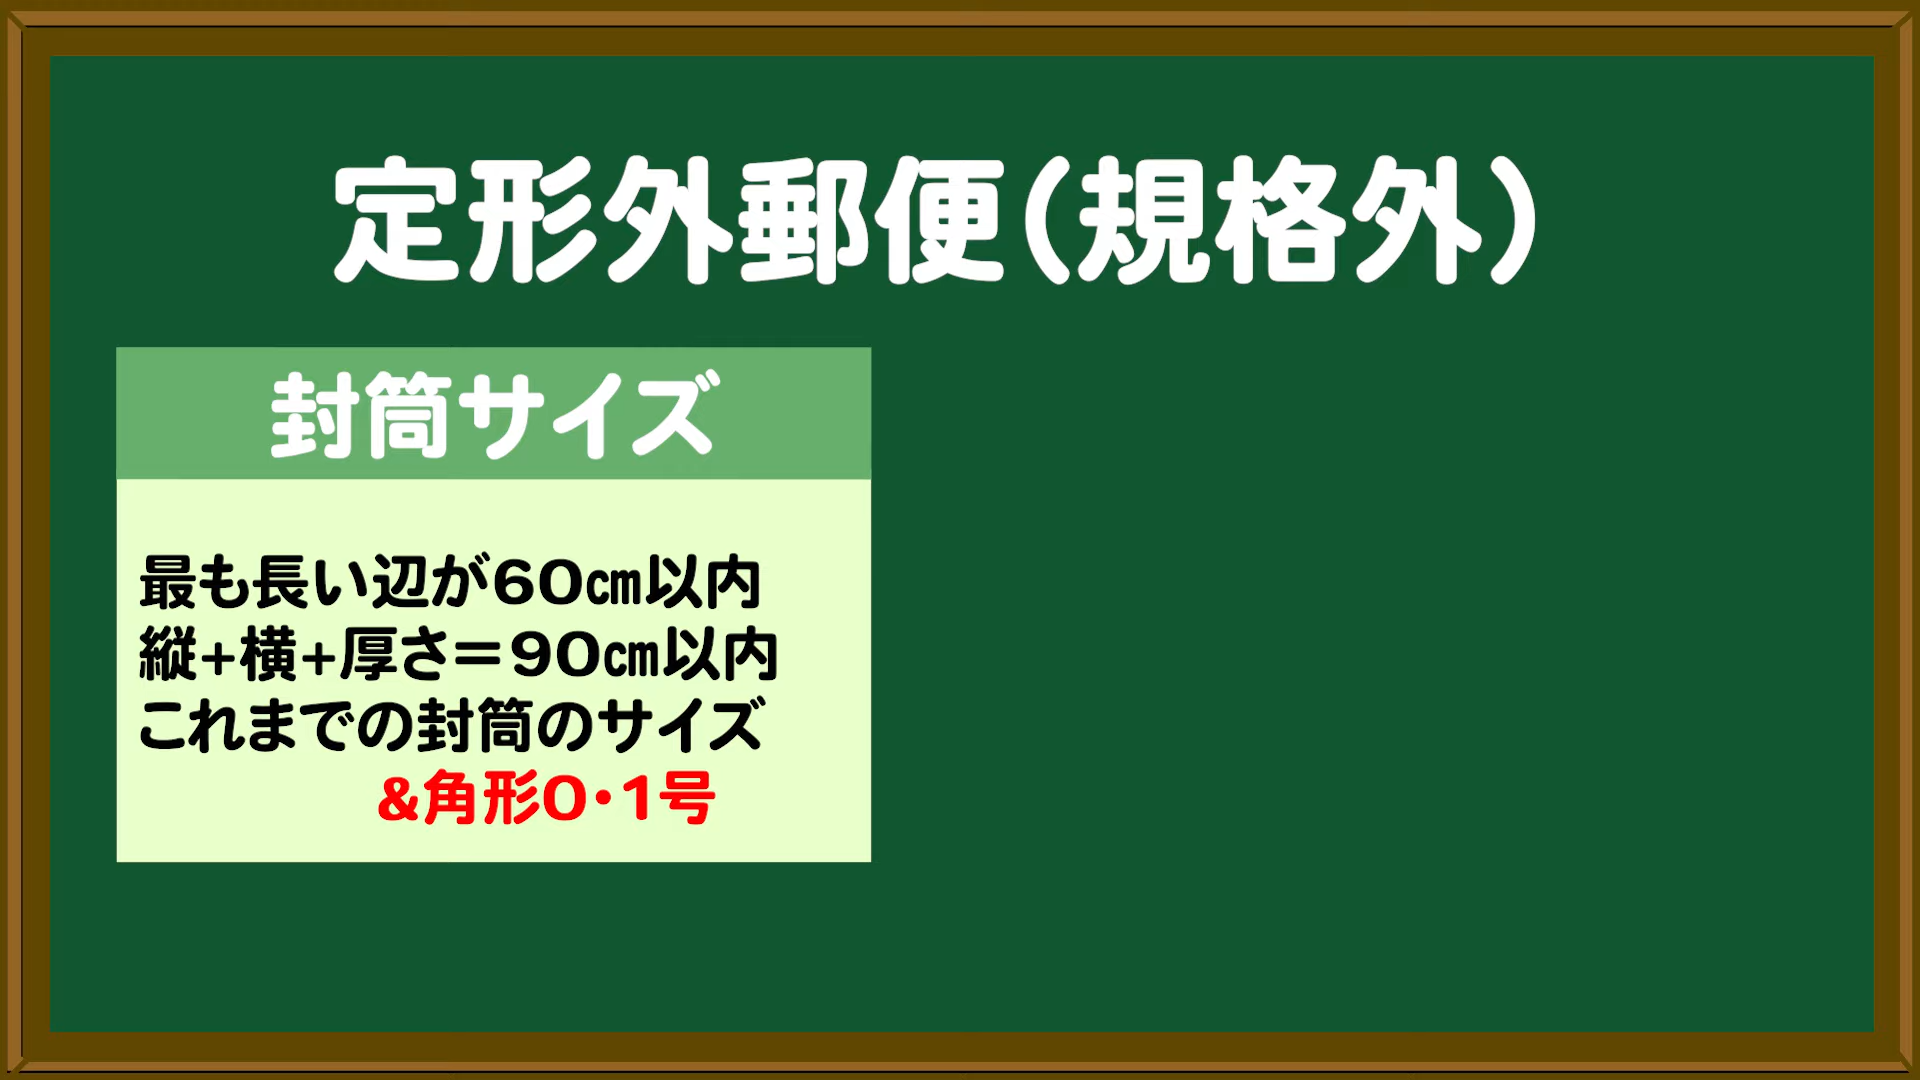 定形外郵便(規格外)
封筒サイズ
最も長い辺が60㎝以内
縦+横+厚さ=90㎝以内
これまでの封筒のサイズ
&角形0・1号